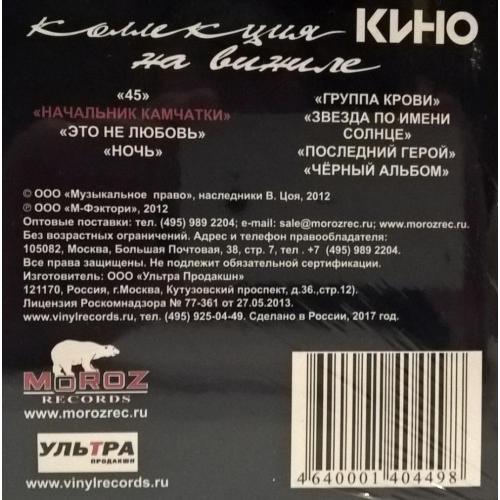 коллекция КИНО
на виниле
«45»
«НАЧАЛЬНИК КАМЧАТКИ»
«ЭТО НЕ ЛЮБОВЬ»
«НОЧЬ»
«ГРУППА КРОВИ»
«ЗВЕЗДА ПО ИМЕНИ
СОЛНЦЕ»
«ПОСЛЕДНИЙ ГЕРОЙ»
«ЧЁРНЫЙ АЛЬБОМ»
© ООО «Музыкальное право», наследники В. Цоя, 2012
℗ ООО «М-Фэктори», 2012
Оптовые поставки: тел. (495) 989 2204; e-mail: sale@morozrec.ru; www.morozrec.ru
Без возрастных ограничений. Адрес и телефон правообладателя:
105082, Москва, Большая Почтовая, 38, стр. 7, тел . +7 (495) 989 2204.
Все права защищены. Не подлежит обязательной сертификации.
Изготовитель: ООО «Ультра Продакшн»
121170, Россия, г.Москва, Кутузовский проспект, д.36.,стр.12).
Лицензия Роскомнадзора № 77-361 от 27.05.2013.
www.vinylrecords.ru, тел. (495) 925-04-49. Сделано в России, 2017 год.
MOROZ
RECORDS
www.morozrec.ru
УЛЬТРА
ПРОДАКШН
www.vinylrecords.ru
4 640001 404498